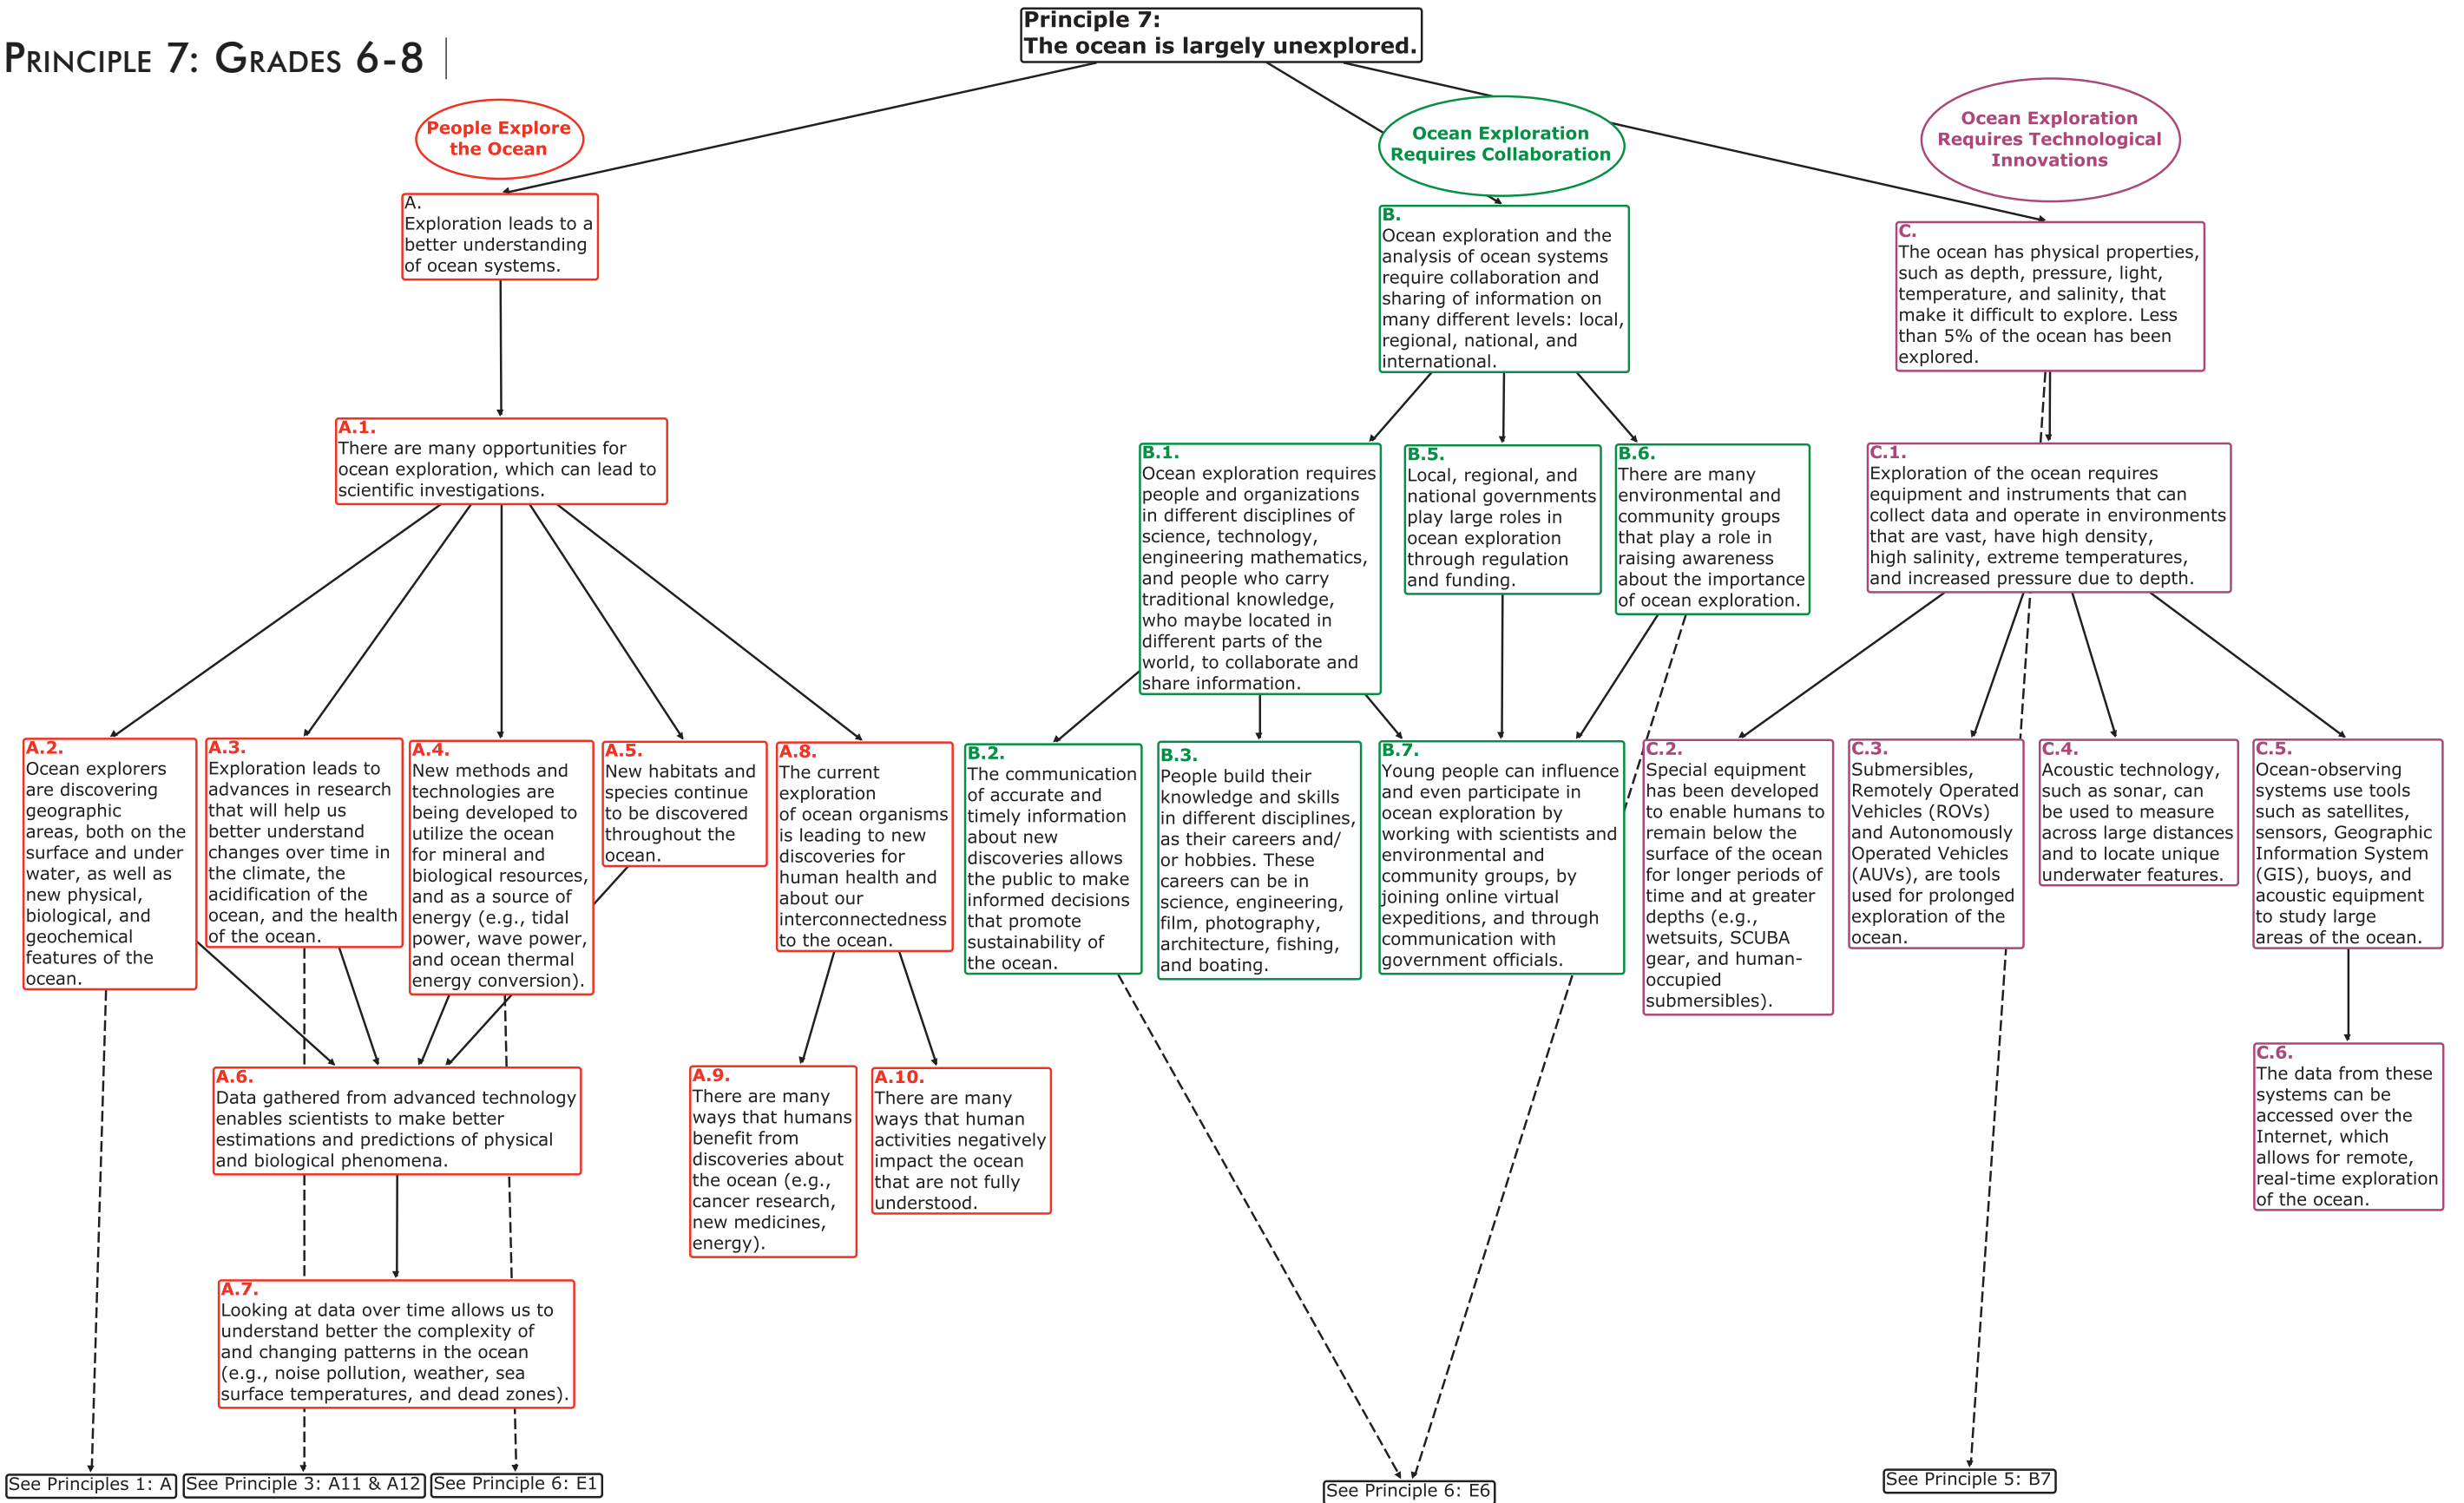 PRINCIPLE 7: GRADES 6-8
Principle 7:
The ocean is largely unexplored.
People Explore
the Ocean
A.
Exploration leads to a
better understanding
of ocean systems.
A.1.
There are many opportunities for
ocean exploration, which can lead to
scientific investigations.
A.2.
Ocean explorers
are discovering
geographic
areas, both on the
surface and under
water, as well as
new physical,
biological, and
geochemical
features of the
ocean.
A.3.
Exploration leads to
advances in research
that will help us
better understand
changes over time in
the climate, the
acidification of the
ocean, and the health
of the ocean.
A.4.
New methods and
technologies are
being developed to
utilize the ocean
for mineral and
biological resources,
and as a source of
energy (e.g., tidal
power, wave power,
and ocean thermal
energy conversion).
A.5.
New habitats and
species continue
to be discovered
throughout the
ocean.
A.8.
The current
exploration
of ocean organisms
is leading to new
discoveries for
human health and
about our
interconnectedness
to the ocean.
A.6.
Data gathered from advanced technology
enables scientists to make better
estimations and predictions of physical
and biological phenomena.
A.9.
There are many
ways that humans
benefit from
discoveries about
the ocean (e.g.,
cancer research,
new medicines,
energy).
A.10.
There are many
ways that human
activities negatively
impact the ocean
that are not fully
understood.
A.7.
Looking at data over time allows us to
understand better the complexity of
and changing patterns in the ocean
(e.g., noise pollution, weather, sea
surface temperatures, and dead zones).
See Principles 1: A
See Principle 3: A11 & A12
See Principle 6: E1
Ocean Exploration
Requires Collaboration
B.
Ocean exploration and the
analysis of ocean systems
require collaboration and
sharing of information on
many different levels: local,
regional, national, and
international.
B.1.
Ocean exploration requires
people and organizations
in different disciplines of
science, technology,
engineering mathematics,
and people who carry
traditional knowledge,
who maybe located in
different parts of the
world, to collaborate and
share information.
B.5.
Local, regional, and
national governments
play large roles in
ocean exploration
through regulation
and funding.
B.6.
There are many
environmental and
community groups
that play a role in
raising awareness
about the importance
of ocean exploration.
B.2.
The communication
of accurate and
timely information
about new
discoveries allows
the public to make
informed decisions
that promote
sustainability of
the ocean.
B.3.
People build their
knowledge and skills
in different disciplines,
as their careers and/
or hobbies. These
careers can be in
science, engineering,
film, photography,
architecture, fishing,
and boating.
B.7.
Young people can influence
and even participate in
ocean exploration by
working with scientists and
environmental and
community groups, by
joining online virtual
expeditions, and through
communication with
government officials.
See Principle 6: E6
Ocean Exploration
Requires Technological
Innovations
C.
The ocean has physical properties,
such as depth, pressure, light,
temperature, and salinity, that
make it difficult to explore. Less
than 5% of the ocean has been
explored.
C.1.
Exploration of the ocean requires
equipment and instruments that can
collect data and operate in environments
that are vast, have high density,
high salinity, extreme temperatures,
and increased pressure due to depth.
C.2.
Special equipment
has been developed
to enable humans to
remain below the
surface of the ocean
for longer periods of
time and at greater
depths (e.g.,
wetsuits, SCUBA
gear, and human-
occupied
submersibles).
C.3.
Submersibles,
Remotely Operated
Vehicles (ROVs)
and Autonomously
Operated Vehicles
(AUVs), are tools
used for prolonged
exploration of the
ocean.
C.4.
Acoustic technology,
such as sonar, can
be used to measure
across large distances
and to locate unique
underwater features.
C.5.
Ocean-observing
systems use tools
such as satellites,
sensors, Geographic
Information System
(GIS), buoys, and
acoustic equipment
to study large
areas of the ocean.
C.6.
The data from these
systems can be
accessed over the
Internet, which
allows for remote,
real-time exploration
of the ocean.
See Principle 5: B7